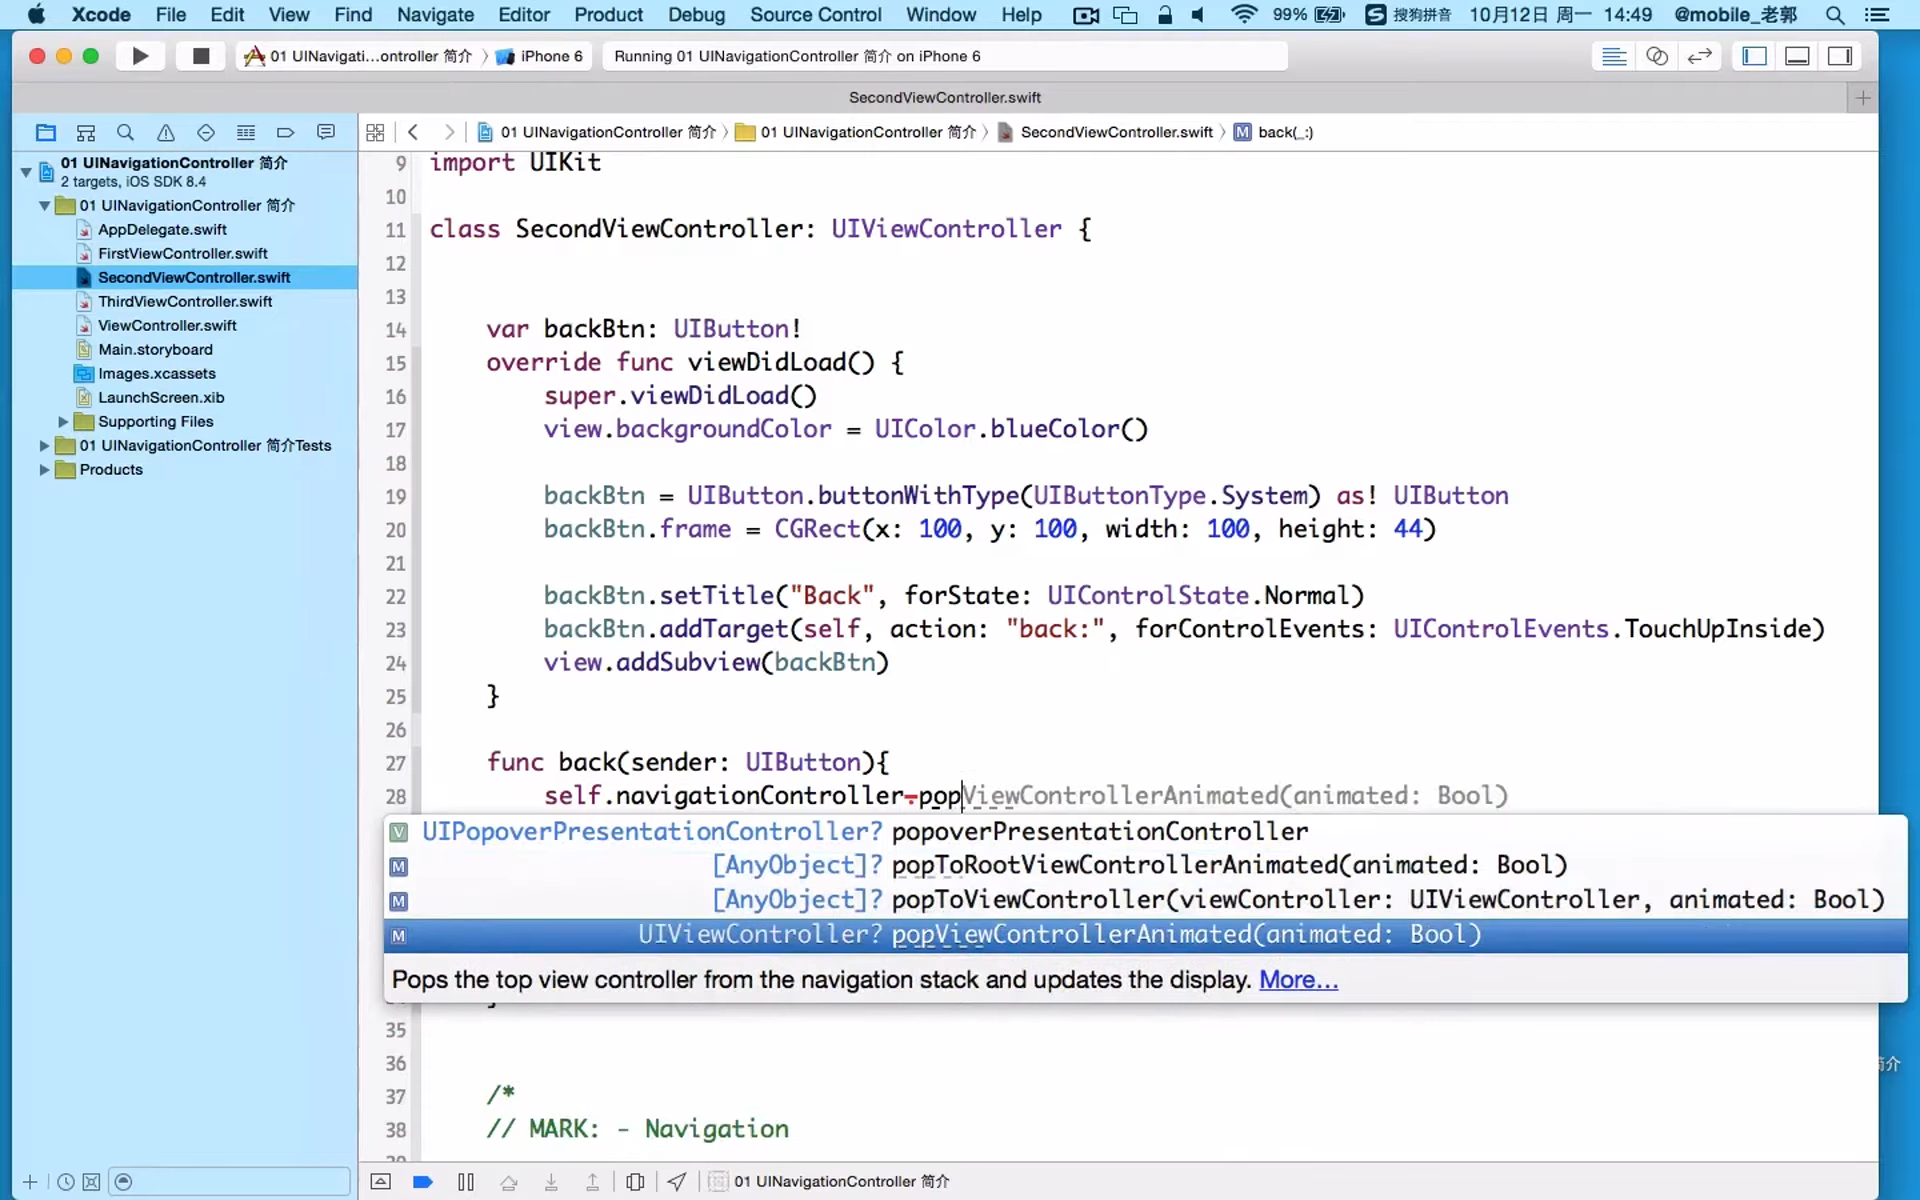 Xcode File Edit View Find Navigate Editor Product Debug Source Control Window Help 99% 搜狗拼音 10月12日 周一 14:49 @mobile_老郭
01 UINavigati...ontroller 简介 〉 iPhone 6 Running 01 UINavigationController 简介 on iPhone 6
SecondViewController.swift
01 UINavigationController 简介 〉 01 UINavigationController 简介 〉 SecondViewController.swift 〉 M back(_:)
01 UINavigationController 简介
2 targets, iOS SDK 8.4
01 UINavigationController 简介
AppDelegate.swift
FirstViewController.swift
SecondViewController.swift
ThirdViewController.swift
ViewController.swift
Main.storyboard
Images.xcassets
LaunchScreen.xib
Supporting Files
01 UINavigationController 简介Tests
Products
9 import UIKit
10
11 class SecondViewController: UIViewController {
12
13
14 var backBtn: UIButton!
15 override func viewDidLoad() {
16 super.viewDidLoad()
17 view.backgroundColor = UIColor.blueColor()
18
19 backBtn = UIButton.buttonWithType(UIButtonType.System) as! UIButton
20 backBtn.frame = CGRect(x: 100, y: 100, width: 100, height: 44)
21
22 backBtn.setTitle("Back", forState: UIControlState.Normal)
23 backBtn.addTarget(self, action: "back:", forControlEvents: UIControlEvents.TouchUpInside)
24 view.addSubview(backBtn)
25 }
26
27 func back(sender: UIButton){
28 self.navigationController.popViewControllerAnimated(animated: Bool)
V UIPopoverPresentationController? popoverPresentationController
M [AnyObject]? popToRootViewControllerAnimated(animated: Bool)
M [AnyObject]? popToViewController(viewController: UIViewController, animated: Bool)
M UIViewController? popViewControllerAnimated(animated: Bool)
Pops the top view controller from the navigation stack and updates the display. More...
35
36
37 /*
38 // MARK: - Navigation
01 UINavigationController 简介
简介